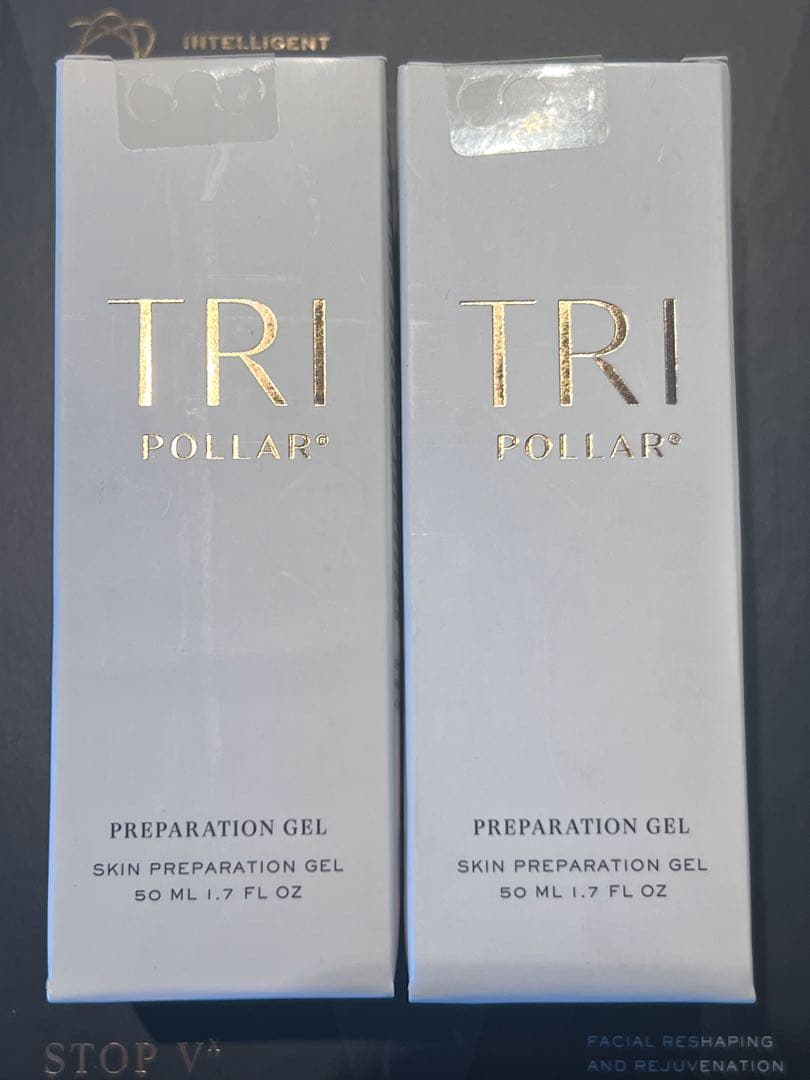 INTELLIGENT
TRI
POLLAR®
PREPARATION GEL
SKIN PREPARATION GEL
50 ML 1.7 FL OZ
TRI
POLLAR®
PREPARATION GEL
SKIN PREPARATION GEL
50 ML 1.7 FL OZ
STOP Vˣ
FACIAL RESHAPING
AND REJUVENATION